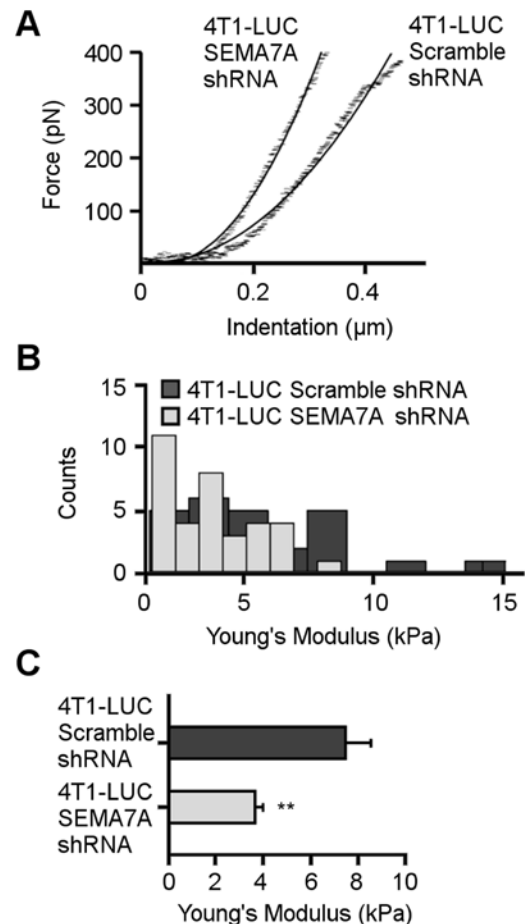 A
4T1-LUC
SEMA7A
shRNA
4T1-LUC
Scramble
shRNA
400
300
200
100
Force (pN)
0
0.2
0.4
Indentation (µm)
B
15
10
5
0
Counts
4T1-LUC Scramble shRNA
4T1-LUC SEMA7A shRNA
0
5
10
15
Young's Modulus (kPa)
C
4T1-LUC
Scramble
shRNA
4T1-LUC
SEMA7A
shRNA
**
0
2
4
6
8
10
Young's Modulus (kPa)